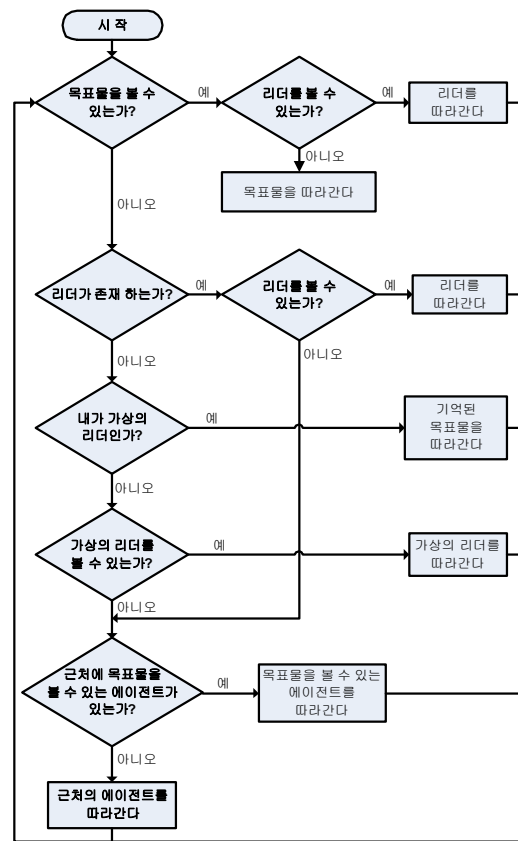 시 작
목표물을 볼 수
있는가?
예
리더를 볼 수
있는가?
예
리더를
따라간다
아니오
목표물을 따라간다
아니오
리더가 존재 하는가?
예
리더를 볼 수
있는가?
예
리더를
따라간다
아니오
아니오
내가 가상의
리더인가?
예
기억된
목표물을
따라간다
아니오
가상의 리더를
볼 수 있는가?
예
가상의 리더를
따라간다
아니오
근처에 목표물을
볼 수 있는 에이전트가
있는가?
예
목표물을 볼 수 있는
에이전트를
따라간다
아니오
근처의 에이전트를
따라간다